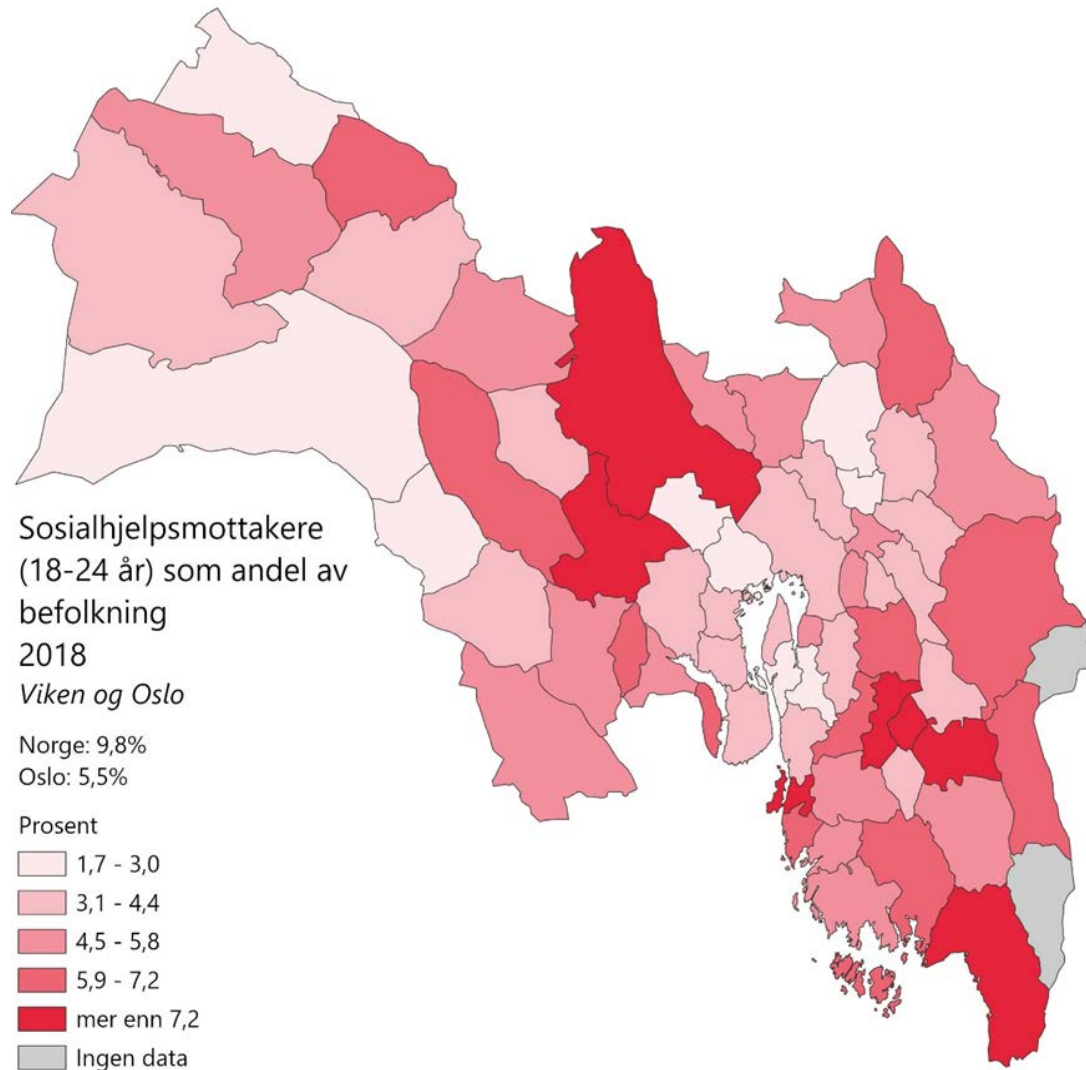 Sosialhjelpsmottakere
(18-24 år) som andel av
befolkning
2018
Viken og Oslo
Norge: 9,8%
Oslo: 5,5%
Prosent
1,7 - 3,0
3,1 - 4,4
4,5 - 5,8
5,9 - 7,2
mer enn 7,2
Ingen data